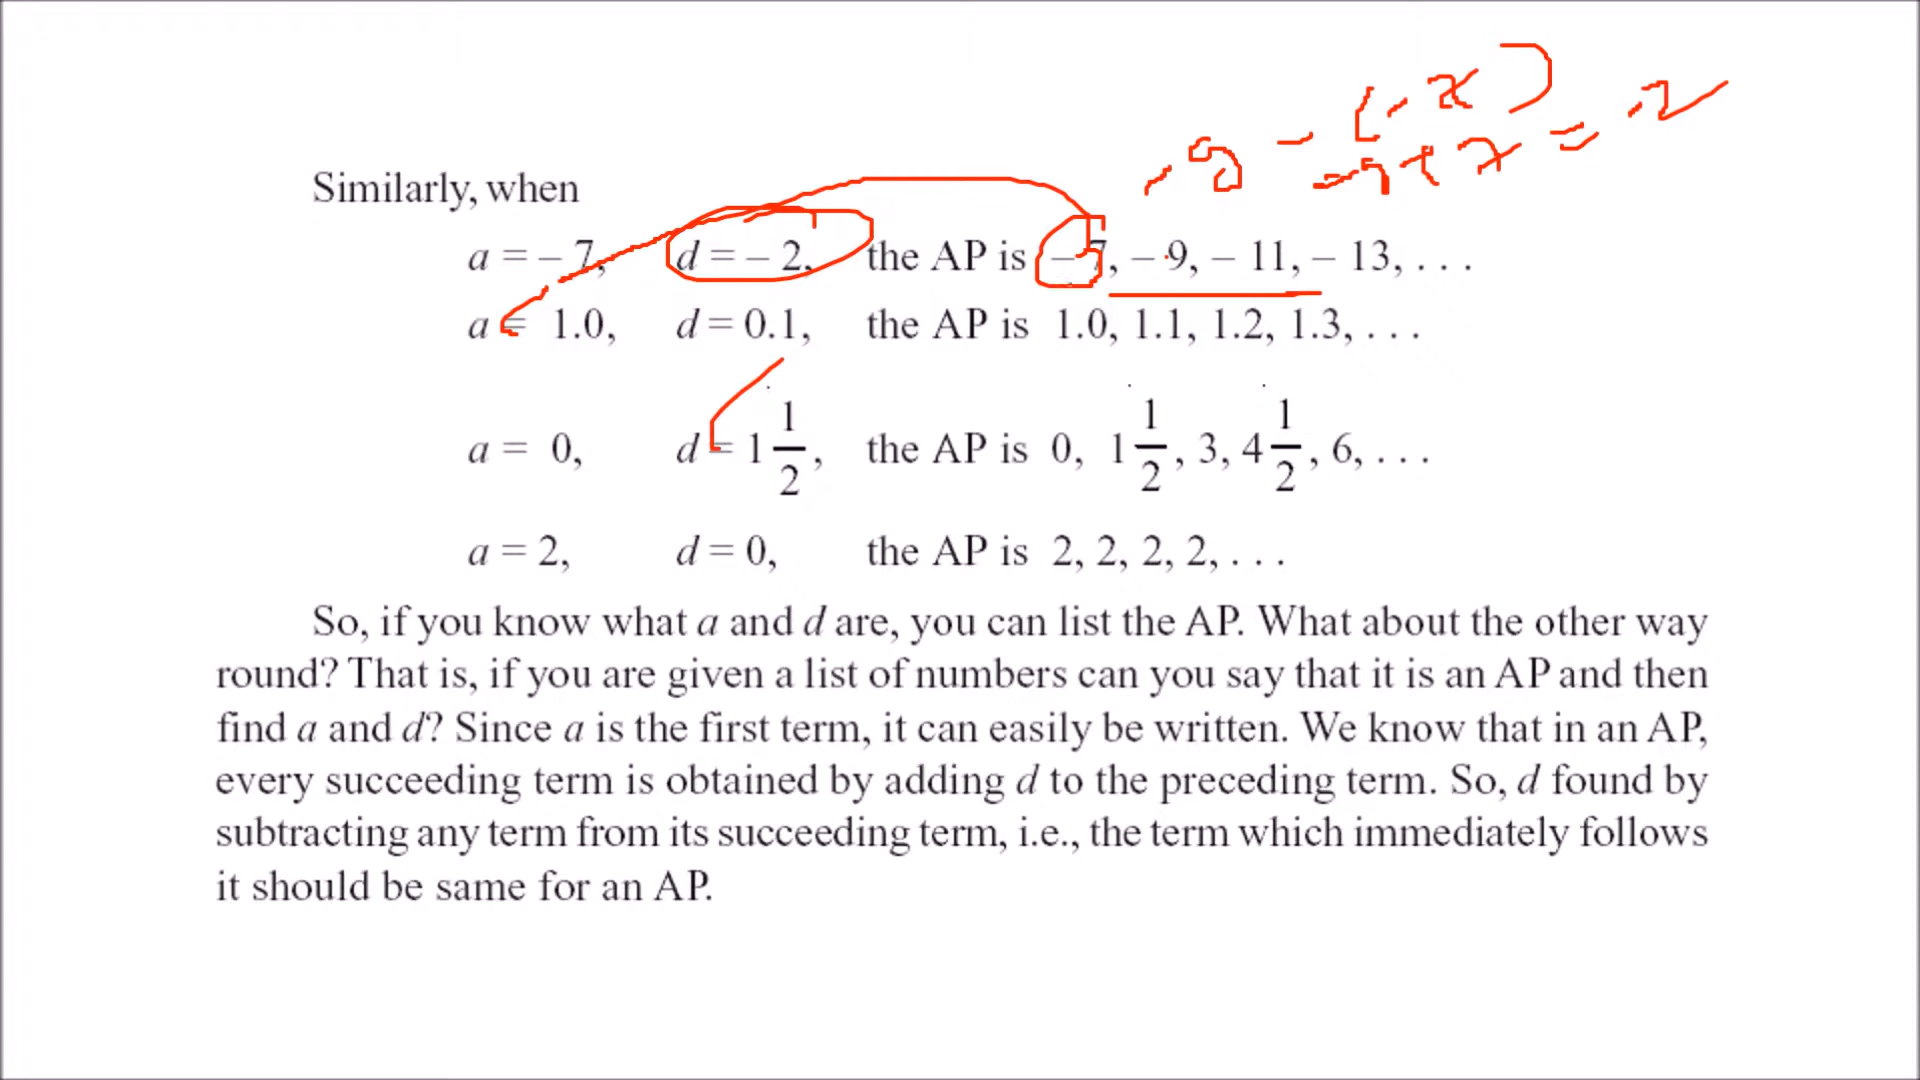 -9 - (-7)
-9+7 = -2
Similarly, when
a = – 7, d = – 2, the AP is – 7, – 9, – 11, – 13, . . .
a = 1.0, d = 0.1, the AP is 1.0, 1.1, 1.2, 1.3, . . .
a = 0, d = 1 1/2, the AP is 0, 1 1/2, 3, 4 1/2, 6, . . .
a = 2, d = 0, the AP is 2, 2, 2, 2, . . .
So, if you know what a and d are, you can list the AP. What about the other way
round? That is, if you are given a list of numbers can you say that it is an AP and then
find a and d? Since a is the first term, it can easily be written. We know that in an AP,
every succeeding term is obtained by adding d to the preceding term. So, d found by
subtracting any term from its succeeding term, i.e., the term which immediately follows
it should be same for an AP.